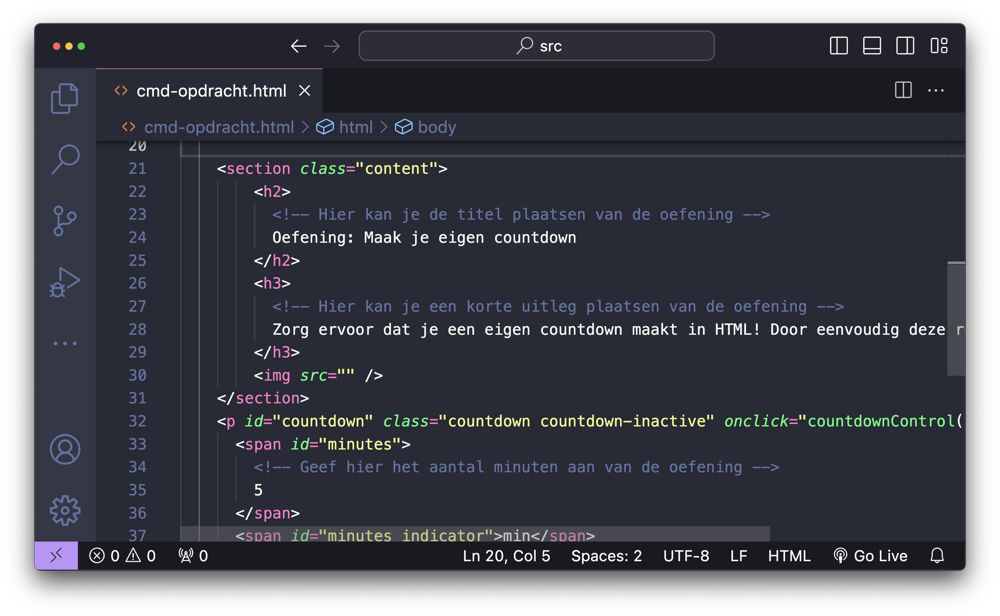 src
cmd-opdracht.html
cmd-opdracht.html > html > body
20
21 <section class="content">
22 <h2>
23 <!-- Hier kan je de titel plaatsen van de oefening -->
24 Oefening: Maak je eigen countdown
25 </h2>
26 <h3>
27 <!-- Hier kan je een korte uitleg plaatsen van de oefening -->
28 Zorg ervoor dat je een eigen countdown maakt in HTML! Door eenvoudig deze
29 </h3>
30 <img src="" />
31 </section>
32 <p id="countdown" class="countdown countdown-inactive" onclick="countdownControl(
33 <span id="minutes">
34 <!-- Geef hier het aantal minuten aan van de oefening -->
35 5
36 </span>
37 <span id="minutes indicator">min</span>
0 0 0 Ln 20, Col 5 Spaces: 2 UTF-8 LF HTML Go Live